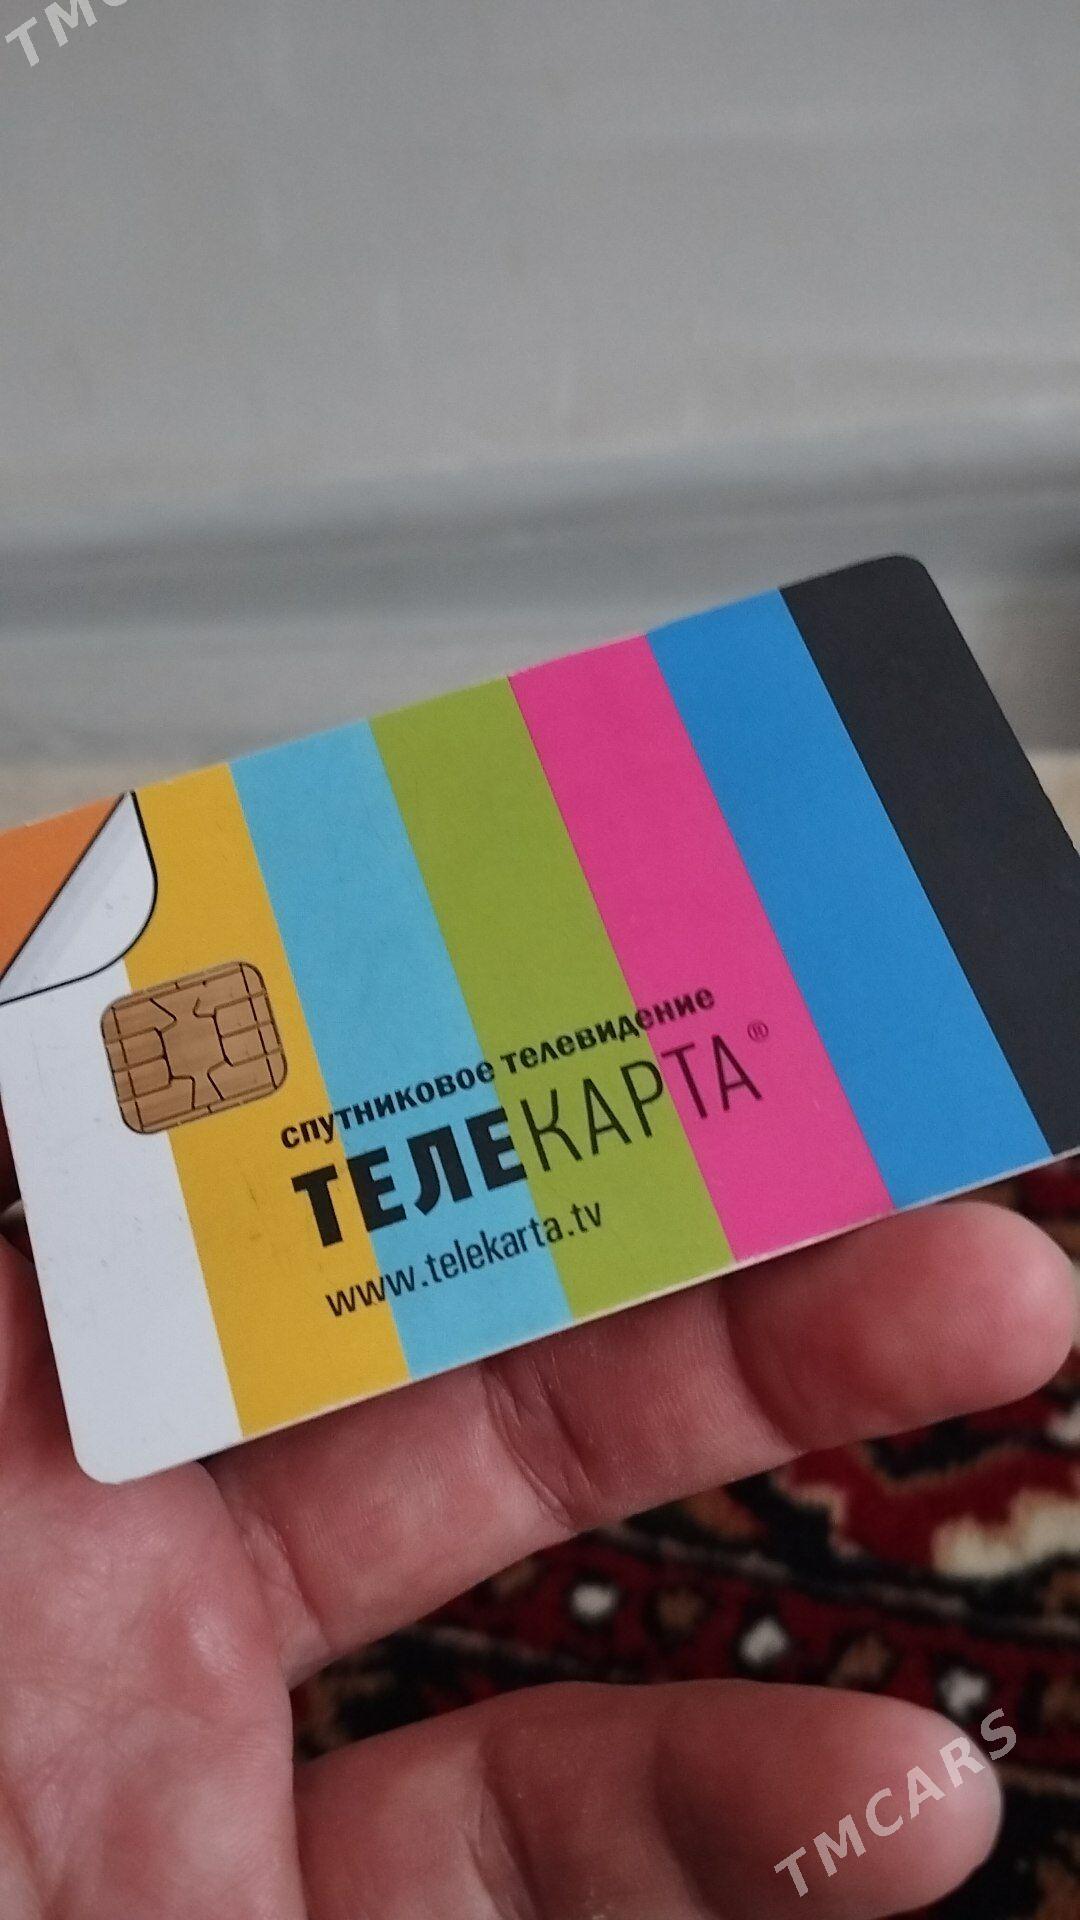 TMC
спутниковое телевидение
ТЕЛЕКАРТА®
www.telekarta.tv
TMCARS